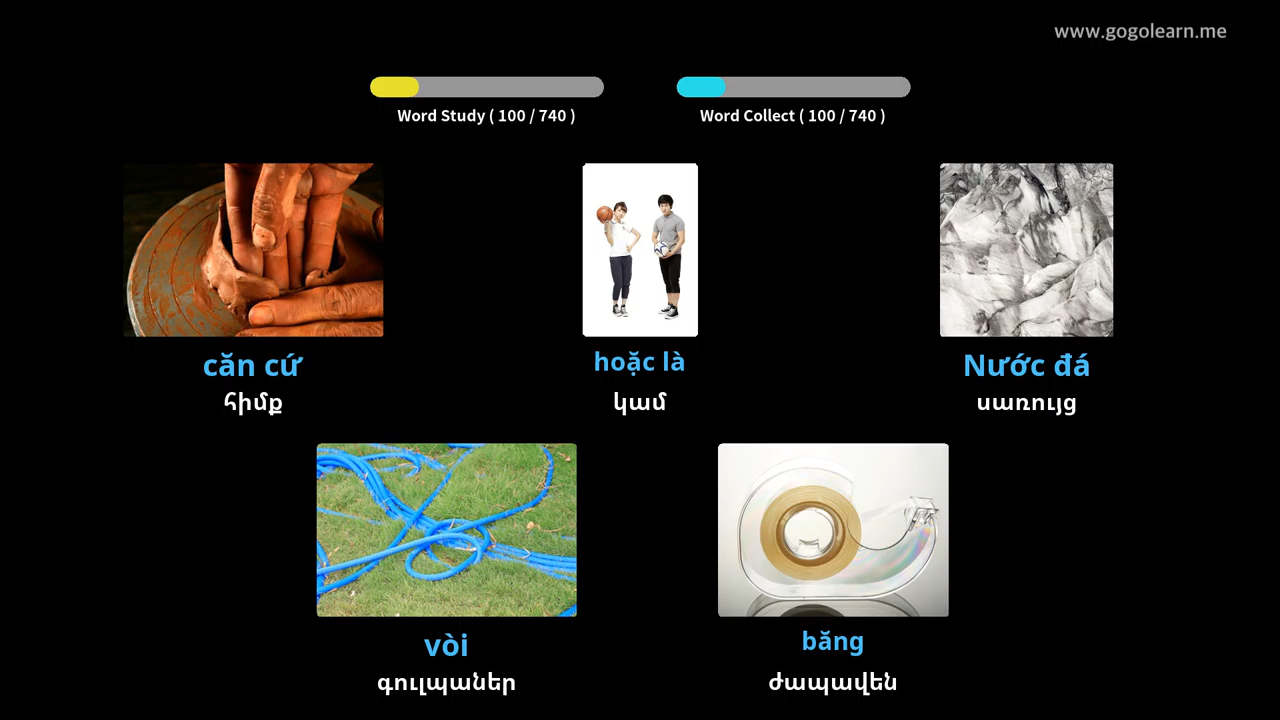 www.gogolearn.me
Word Study ( 100 / 740 )
Word Collect ( 100 / 740 )
căn cứ
հիմք
hoặc là
կամ
Nước đá
սառույց
vòi
գուլպաներ
băng
ժապավեն